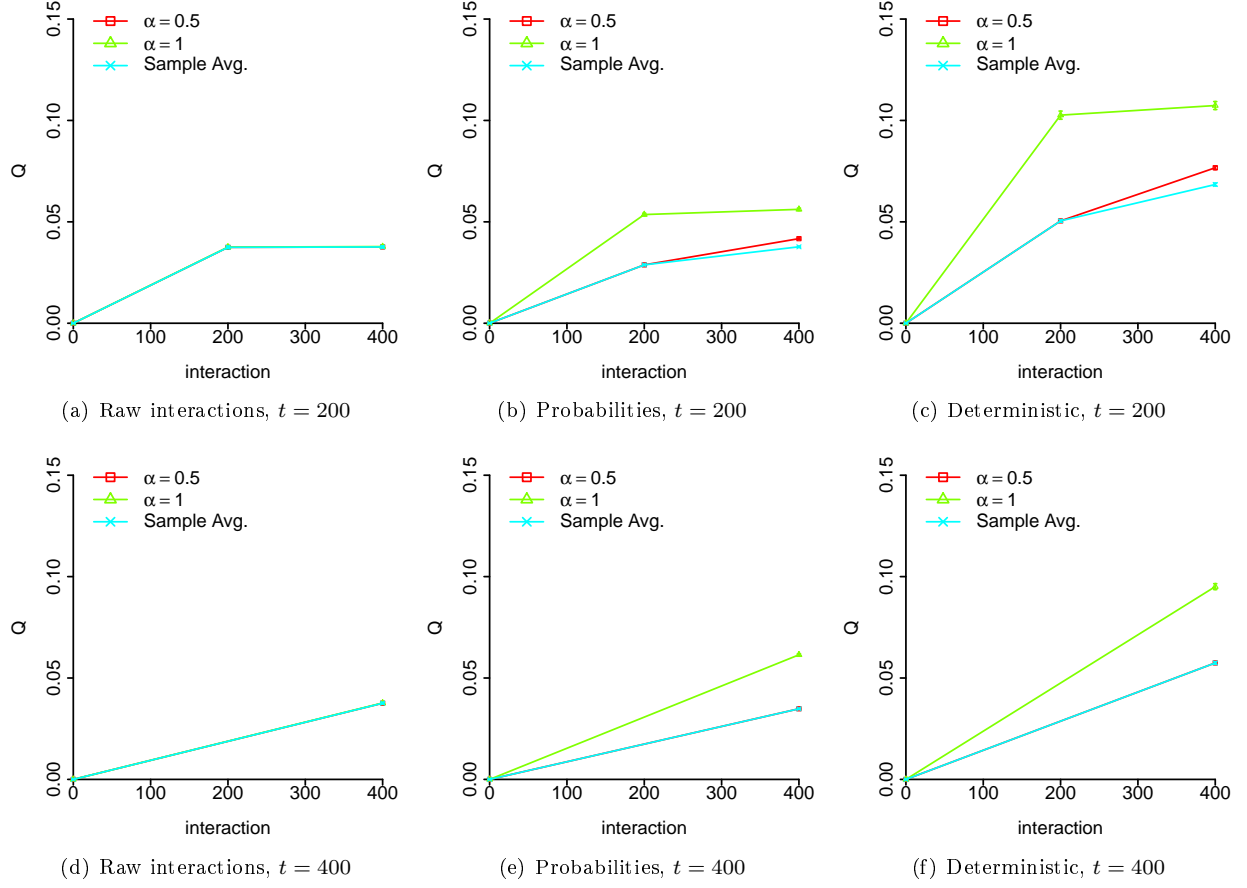 0.15
α = 0.5
α = 1
Sample Avg.
0.10
Q
0.05
0.00
0 100 200 300 400
interaction
(a) Raw interactions, t = 200
0.15
α = 0.5
α = 1
Sample Avg.
0.10
Q
0.05
0.00
0 100 200 300 400
interaction
(b) Probabilities, t = 200
0.15
α = 0.5
α = 1
Sample Avg.
0.10
Q
0.05
0.00
0 100 200 300 400
interaction
(c) Deterministic, t = 200
0.15
α = 0.5
α = 1
Sample Avg.
0.10
Q
0.05
0.00
0 100 200 300 400
interaction
(d) Raw interactions, t = 400
0.15
α = 0.5
α = 1
Sample Avg.
0.10
Q
0.05
0.00
0 100 200 300 400
interaction
(e) Probabilities, t = 400
0.15
α = 0.5
α = 1
Sample Avg.
0.10
Q
0.05
0.00
0 100 200 300 400
interaction
(f) Deterministic, t = 400